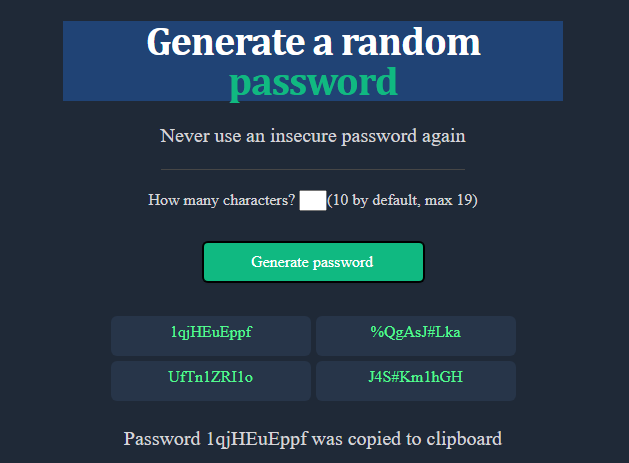 Generate a random
password
Never use an insecure password again
How many characters? (10 by default, max 19)
Generate password
1qjHEuEppf %QgAsJ#Lka
UfTn1ZRI1o J4S#Km1hGH
Password 1qjHEuEppf was copied to clipboard